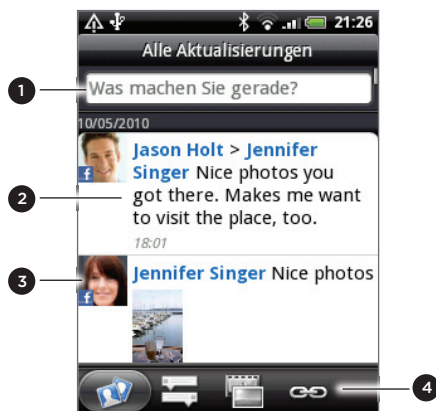 21:26
Alle Aktualisierungen
1
Was machen Sie gerade?
10/05/2010
Jason Holt > Jennifer
Singer Nice photos you
2
got there. Makes me want
to visit the place, too.
18:01
3
Jennifer Singer Nice photos
4